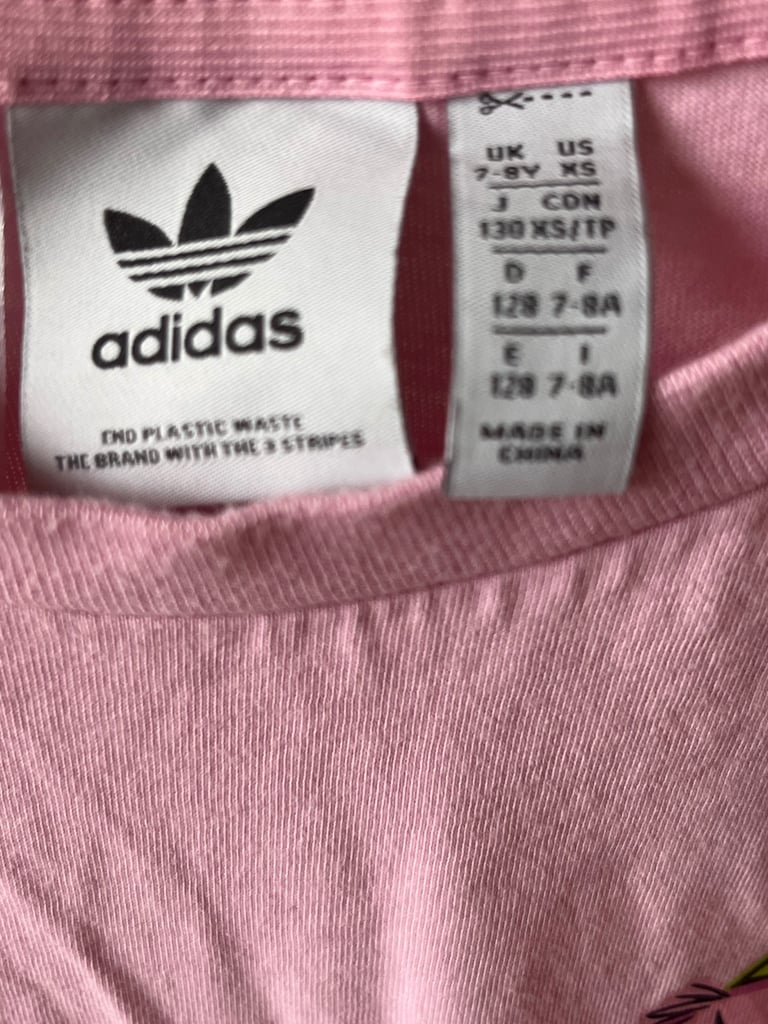 adidas
END PLASTIC WASTE
THE BRAND WITH THE 3 STRIPES
UK US
7-8Y XS
J CDN
130 XS/TP
D F
128 7-8A
E I
128 7-8A
MADE IN
CHINA